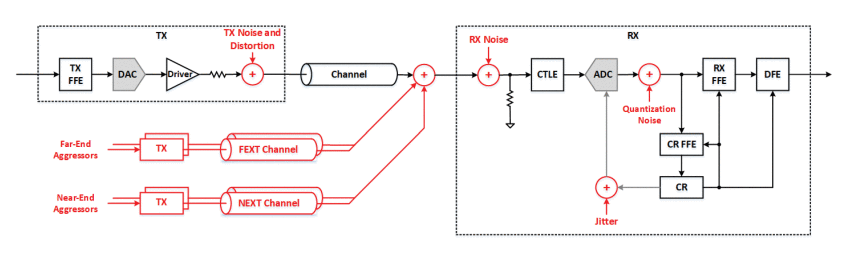 TX
TX Noise and
Distortion
TX
FFE
DAC
Driver
Channel
RX
RX Noise
CTLE
ADC
Quantization
Noise
RX
FFE
DFE
CR FFE
CR
Jitter
Far-End
Aggressors
TX
FEXT Channel
Near-End
Aggressors
TX
NEXT Channel